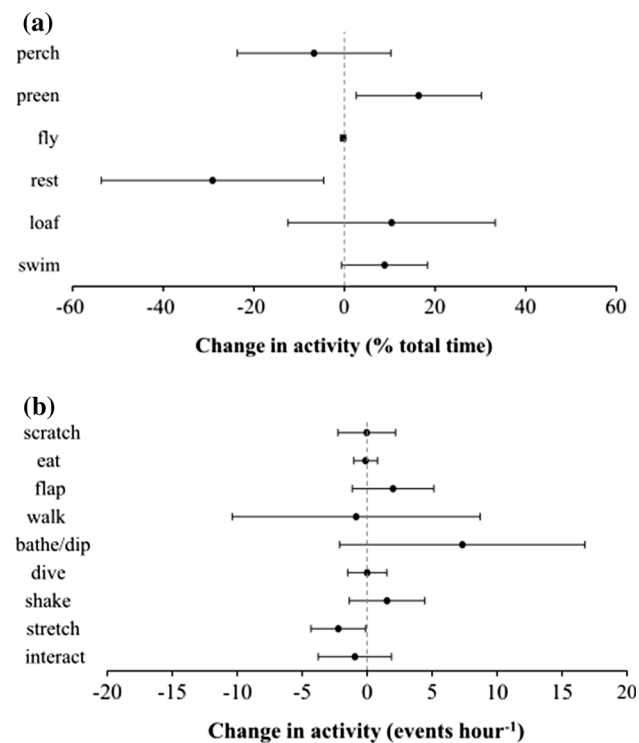 (a)
perch
preen
fly
rest
loaf
swim
-60 -40 -20 0 20 40 60
Change in activity (% total time)
(b)
scratch
eat
flap
walk
bathe/dip
dive
shake
stretch
interact
-20 -15 -10 -5 0 5 10 15 20
Change in activity (events hour⁻¹)